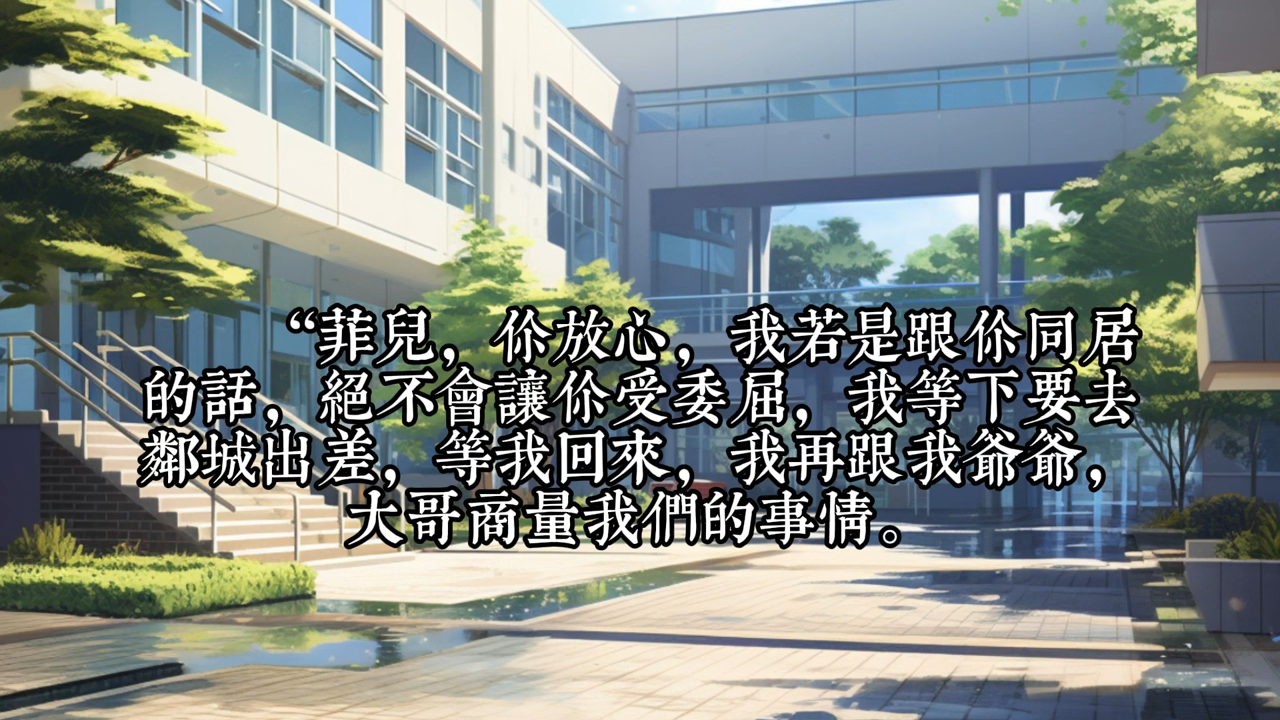 “菲兒，你放心，我若是跟你同居
的話，絕不會讓你受委屈，我等下要去
鄰城出差，等我回來，我再跟我爺爺，
大哥商量我們的事情。